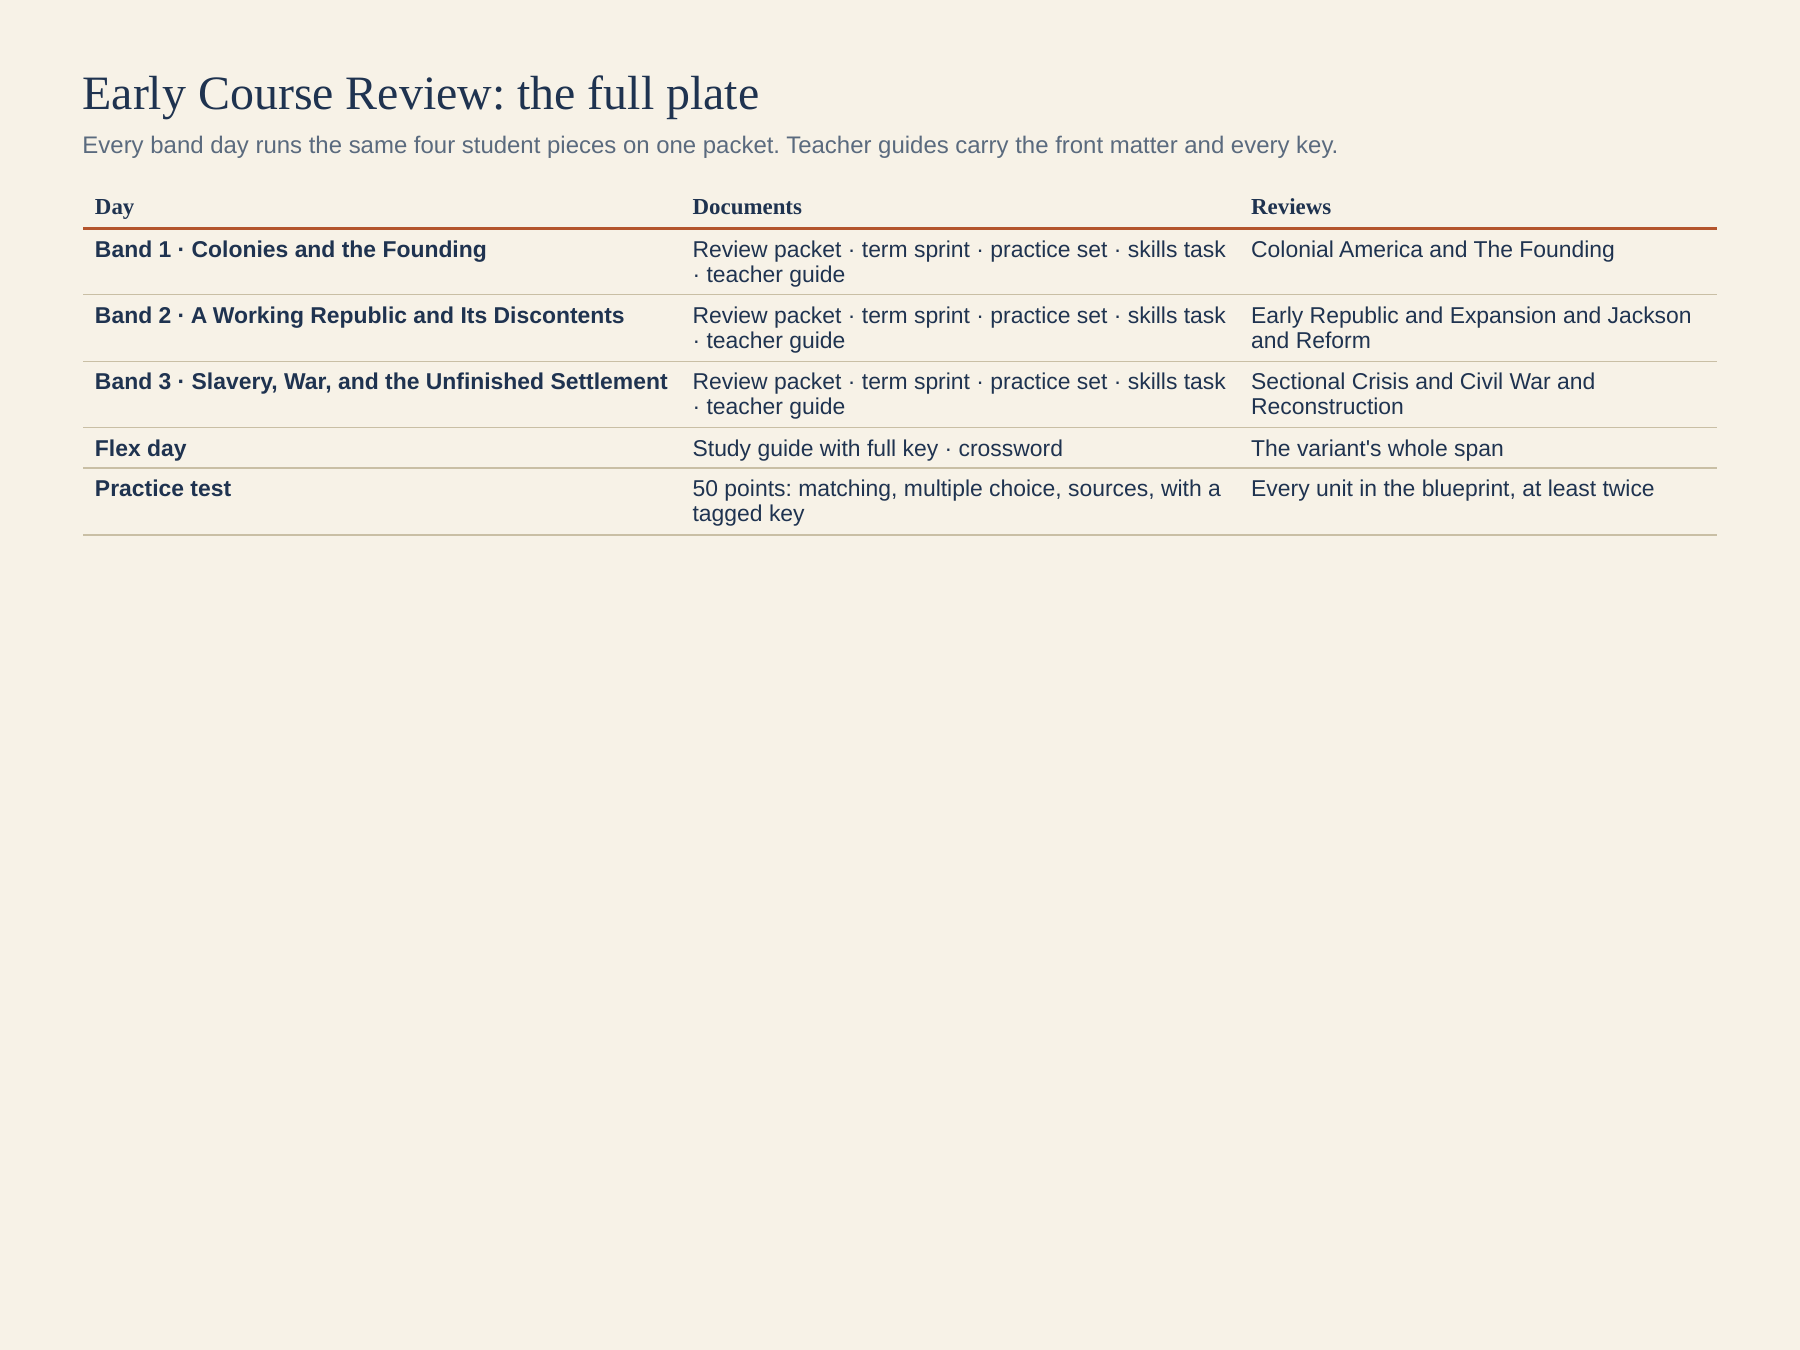 Early Course Review: the full plate
Every band day runs the same four student pieces on one packet. Teacher guides carry the front matter and every key.
Day Documents Reviews
Band 1 · Colonies and the Founding Review packet · term sprint · practice set · skills task Colonial America and The Founding
· teacher guide
Band 2 · A Working Republic and Its Discontents Review packet · term sprint · practice set · skills task Early Republic and Expansion and Jackson
· teacher guide and Reform
Band 3 · Slavery, War, and the Unfinished Settlement Review packet · term sprint · practice set · skills task Sectional Crisis and Civil War and
· teacher guide Reconstruction
Flex day Study guide with full key · crossword The variant's whole span
Practice test 50 points: matching, multiple choice, sources, with a Every unit in the blueprint, at least twice
tagged key